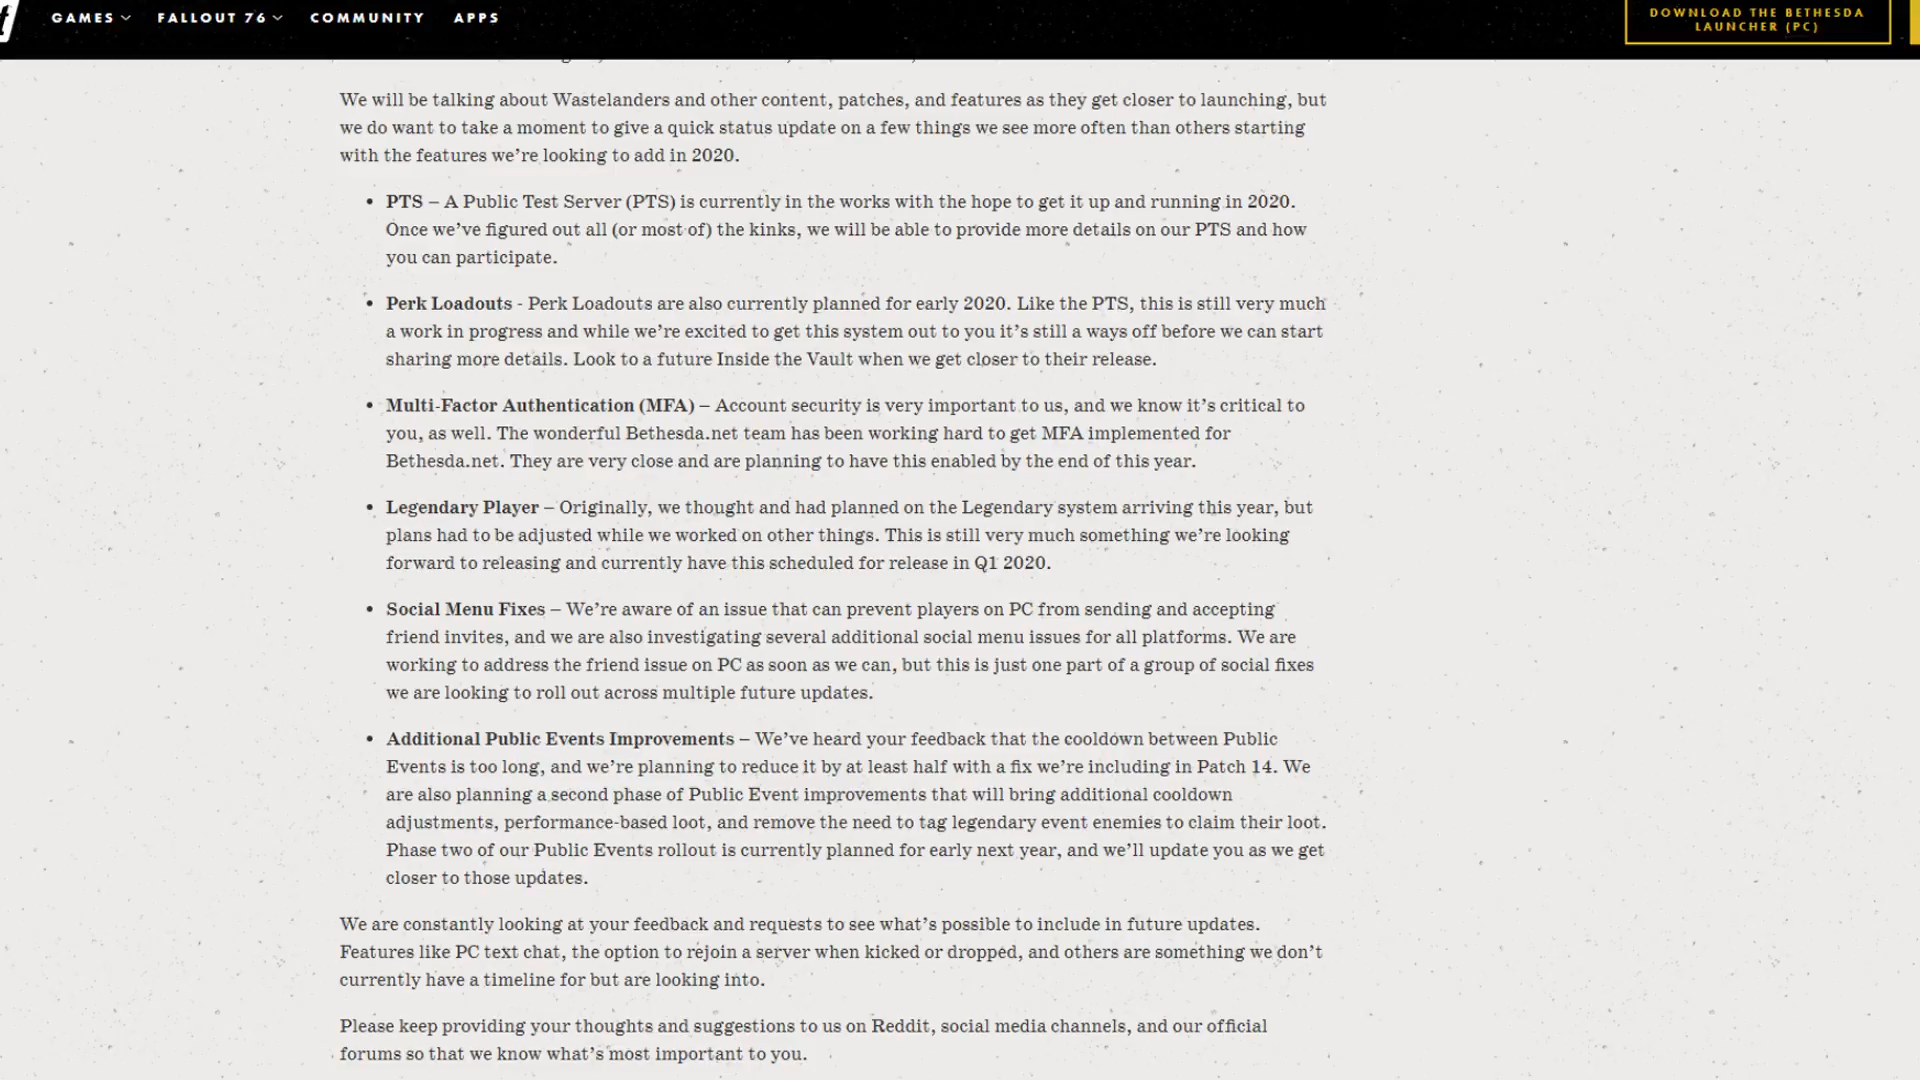 GAMES
FALLOUT 76
COMMUNITY
APPS
DOWNLOAD THE BETHESDA
LAUNCHER (PC)
We will be talking about Wastelanders and other content, patches, and features as they get closer to launching, but
we do want to take a moment to give a quick status update on a few things we see more often than others starting
with the features we’re looking to add in 2020.
• PTS – A Public Test Server (PTS) is currently in the works with the hope to get it up and running in 2020.
Once we’ve figured out all (or most of) the kinks, we will be able to provide more details on our PTS and how
you can participate.
• Perk Loadouts - Perk Loadouts are also currently planned for early 2020. Like the PTS, this is still very much
a work in progress and while we’re excited to get this system out to you it’s still a ways off before we can start
sharing more details. Look to a future Inside the Vault when we get closer to their release.
• Multi-Factor Authentication (MFA) – Account security is very important to us, and we know it’s critical to
you, as well. The wonderful Bethesda.net team has been working hard to get MFA implemented for
Bethesda.net. They are very close and are planning to have this enabled by the end of this year.
• Legendary Player – Originally, we thought and had planned on the Legendary system arriving this year, but
plans had to be adjusted while we worked on other things. This is still very much something we’re looking
forward to releasing and currently have this scheduled for release in Q1 2020.
• Social Menu Fixes – We’re aware of an issue that can prevent players on PC from sending and accepting
friend invites, and we are also investigating several additional social menu issues for all platforms. We are
working to address the friend issue on PC as soon as we can, but this is just one part of a group of social fixes
we are looking to roll out across multiple future updates.
• Additional Public Events Improvements – We’ve heard your feedback that the cooldown between Public
Events is too long, and we’re planning to reduce it by at least half with a fix we’re including in Patch 14. We
are also planning a second phase of Public Event improvements that will bring additional cooldown
adjustments, performance-based loot, and remove the need to tag legendary event enemies to claim their loot.
Phase two of our Public Events rollout is currently planned for early next year, and we’ll update you as we get
closer to those updates.
We are constantly looking at your feedback and requests to see what’s possible to include in future updates.
Features like PC text chat, the option to rejoin a server when kicked or dropped, and others are something we don’t
currently have a timeline for but are looking into.
Please keep providing your thoughts and suggestions to us on Reddit, social media channels, and our official
forums so that we know what’s most important to you.